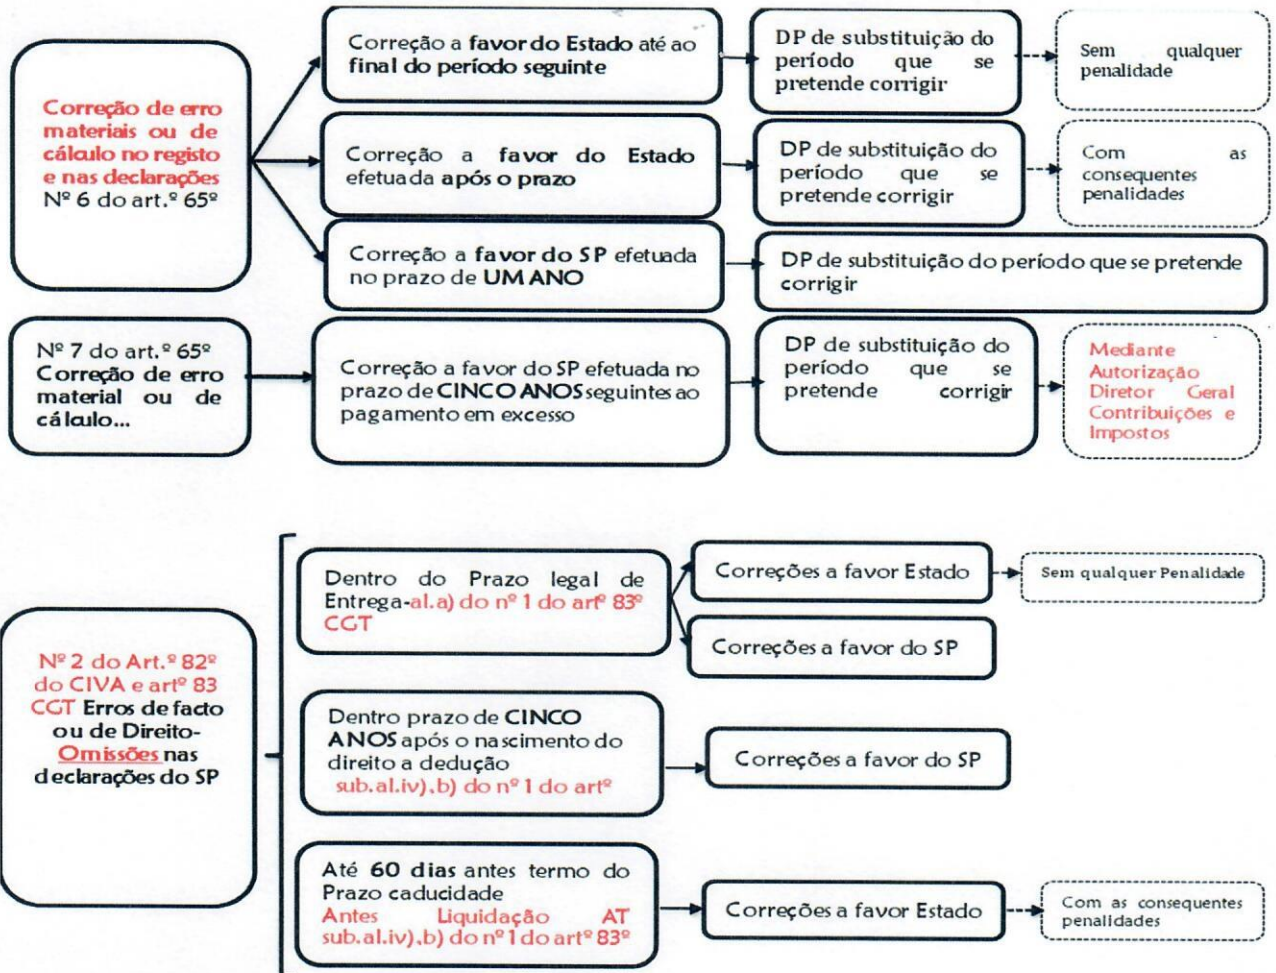 Correção de erro
materiais ou de
cálculo no registo
e nas declarações
Nº 6 do art.º 65º
Correção a favor do Estado até ao
final do período seguinte
DP de substituição do
período que se
pretende corrigir
Sem qualquer
penalidade
Correção a favor do Estado
efetuada após o prazo
DP de substituição do
período que se
pretende corrigir
Com as
consequentes
penalidades
Correção a favor do SP efetuada
no prazo de UM ANO
DP de substituição do período que se pretende
corrigir
Nº 7 do art.º 65º
Correção de erro
material ou de
cálculo...
Correção a favor do SP efetuada no
prazo de CINCO ANOS seguintes ao
pagamento em excesso
DP de substituição do
período que se
pretende corrigir
Mediante
Autorização
Diretor Geral
Contribuições e
Impostos
Nº 2 do Art.º 82º
do CIVA e artº 83
CGT Erros de facto
ou de Direito-
Omissões nas
declarações do SP
Dentro do Prazo legal de
Entrega-al.a) do nº 1 do artº 83º
CGT
Correções a favor Estado
Sem qualquer Penalidade
Correções a favor do SP
Dentro prazo de CINCO
ANOS após o nascimento do
direito a dedução
sub.al.iv),b) do nº 1 do artº
Correções a favor do SP
Até 60 dias antes termo do
Prazo caducidade
Antes Liquidação AT
sub.al.iv),b) do nº 1 do artº 83º
Correções a favor Estado
Com as consequentes
penalidades